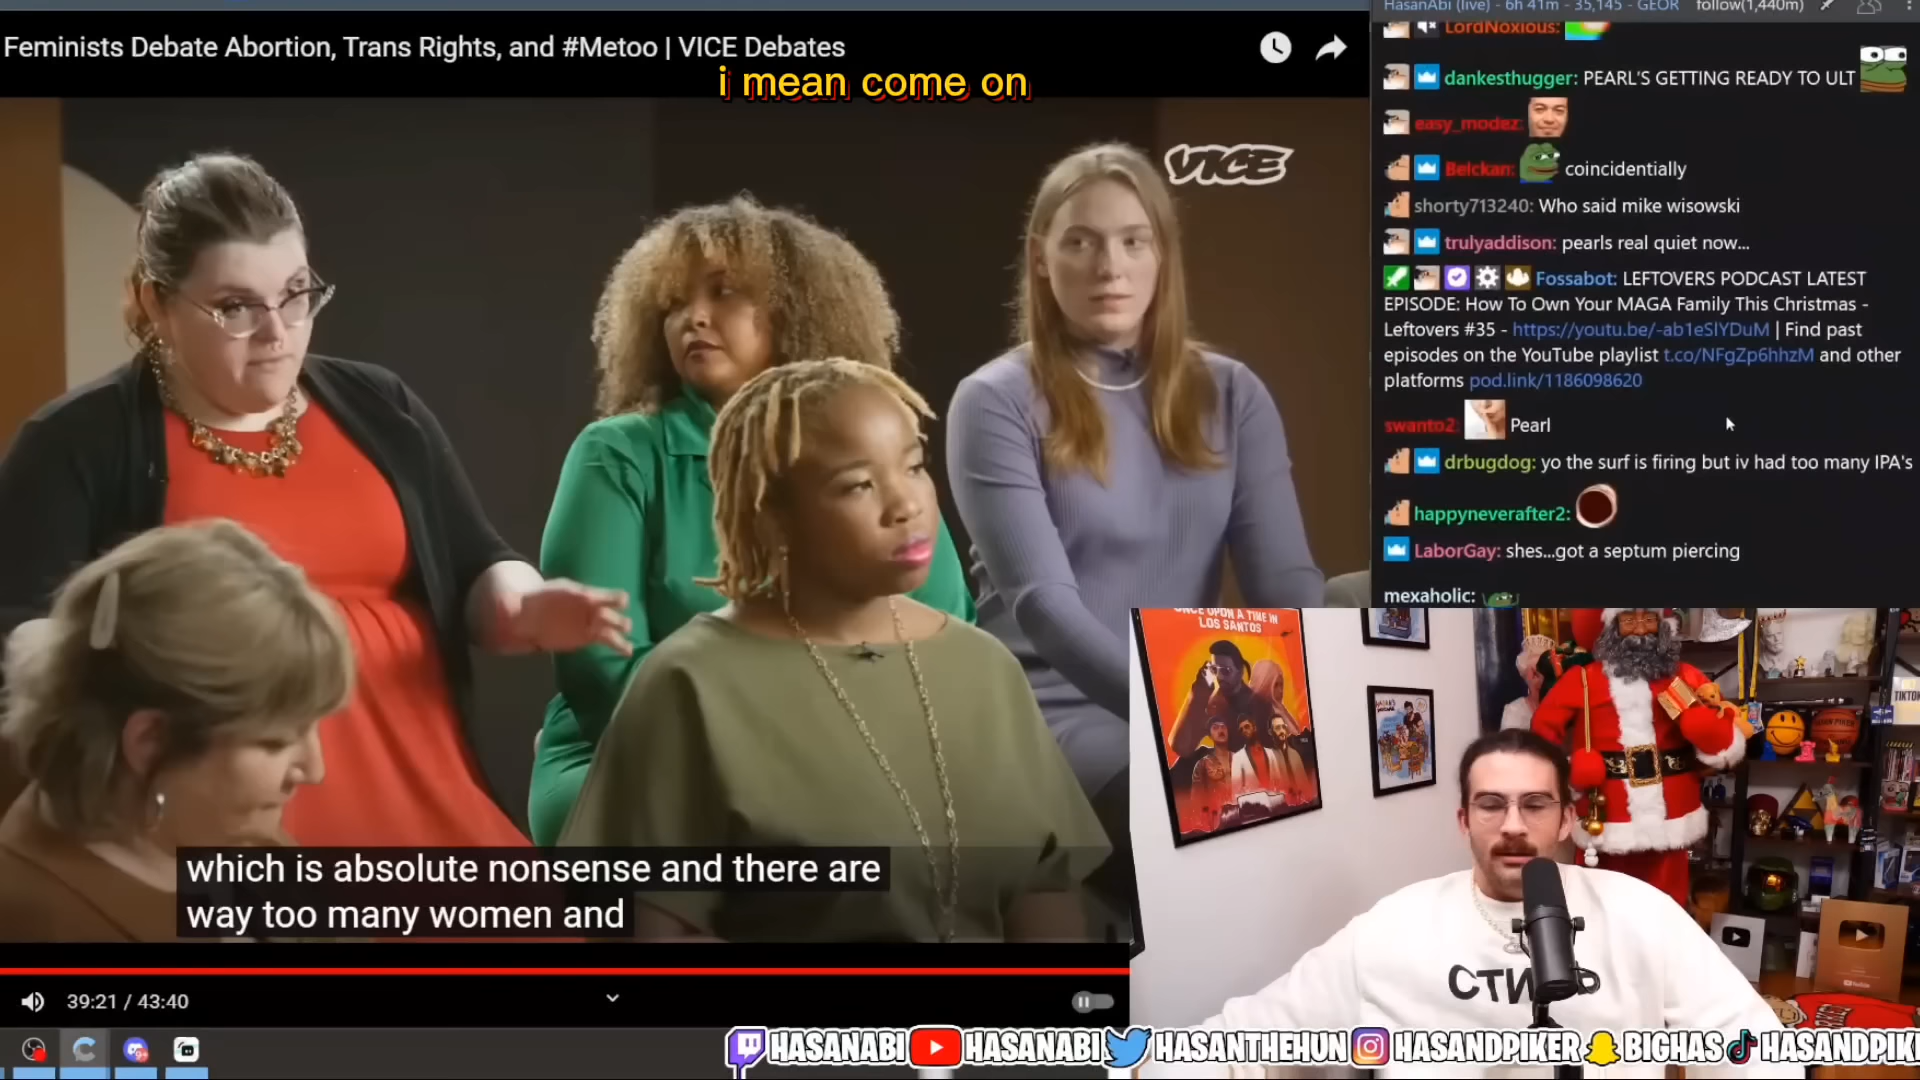 Feminists Debate Abortion, Trans Rights, and #Metoo | VICE Debates
i mean come on
VICE
which is absolute nonsense and there are
way too many women and
39:21 / 43:40
HasanAbi (live) - 6h 41m - 35,145 - GEOR follow(1,440m)
LordNoxious:
dankesthugger: PEARL'S GETTING READY TO ULT
easy_modez:
Belckan: coincidentially
shorty713240: Who said mike wisowski
trulyaddison: pearls real quiet now...
Fossabot: LEFTOVERS PODCAST LATEST
EPISODE: How To Own Your MAGA Family This Christmas -
Leftovers #35 - https://youtu.be/-ab1eSlYDuM | Find past
episodes on the YouTube playlist t.co/NFgZp6hhzM and other
platforms pod.link/1186098620
swanto2: Pearl
drbugdog: yo the surf is firing but iv had too many IPA's
happyneverafter2:
LaborGay: shes...got a septum piercing
mexaholic:
ONCE UPON A TIME IN
LOS SANTOS
TIKTOK
HASANABI HASANABI HASANTHEHUN HASANDPIKER BIGHAS HASANDPIKE